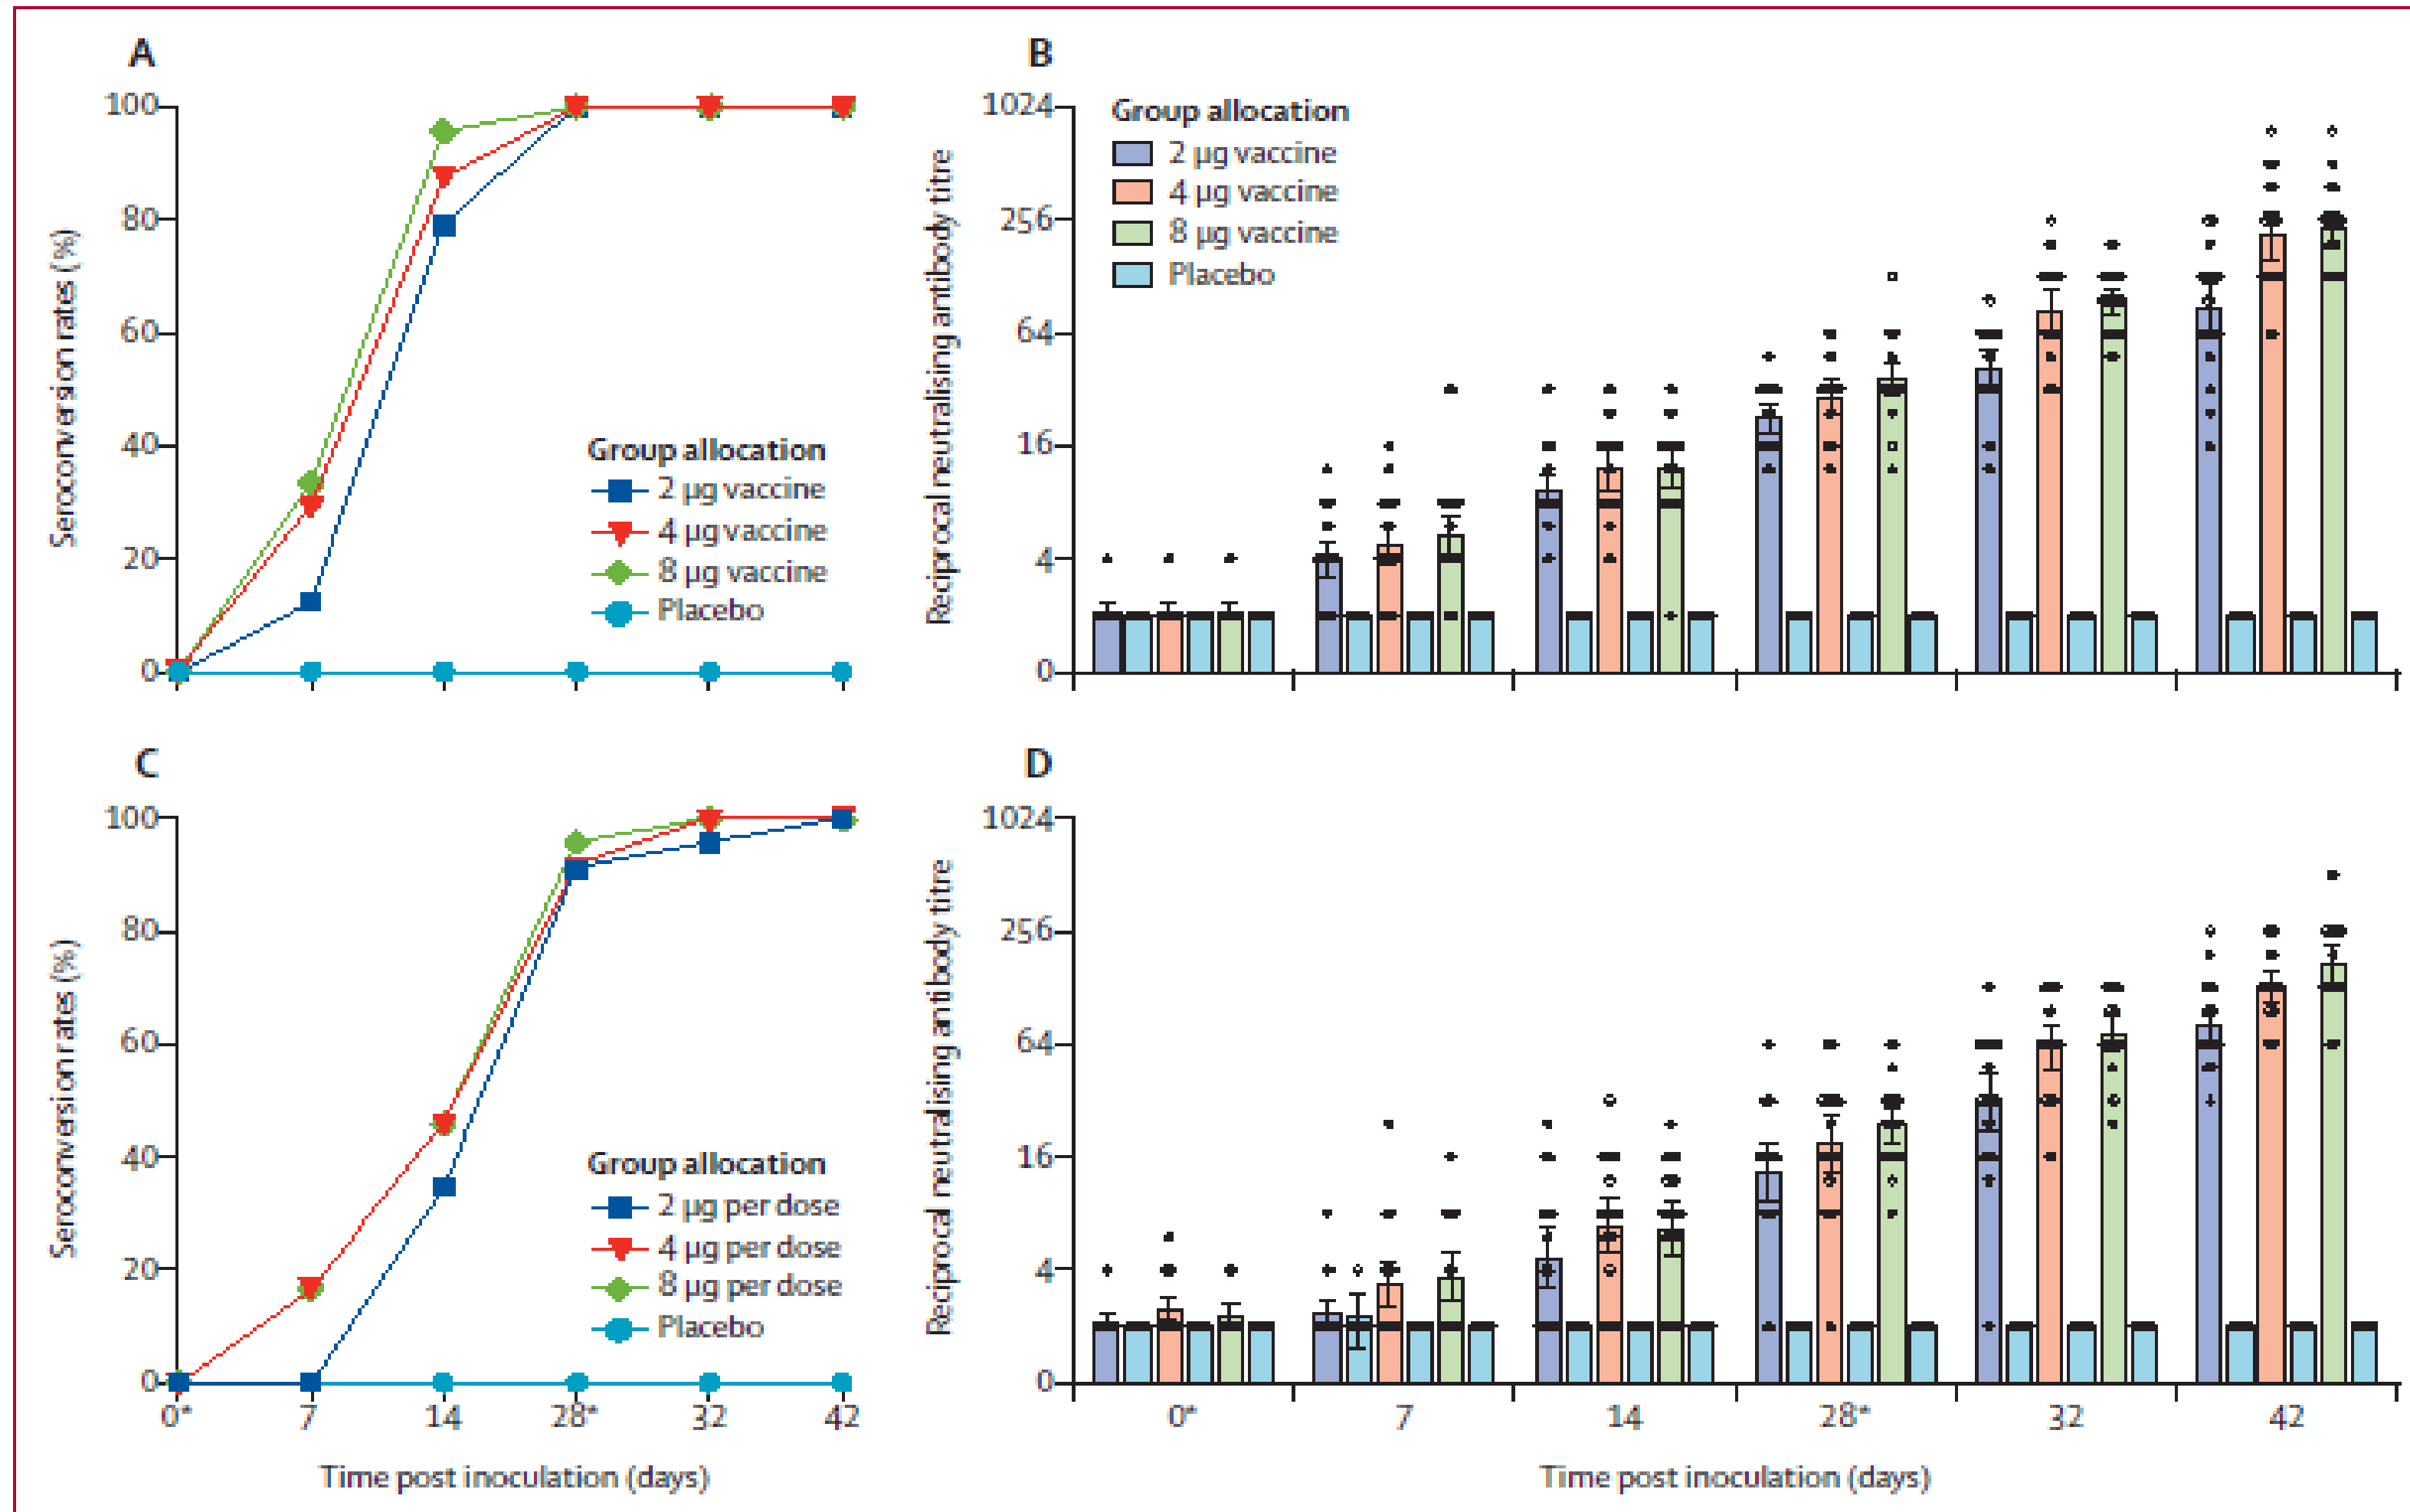 A
100
80
60
40
20
0
Seroconversion rates (%)
Group allocation
2 µg vaccine
4 µg vaccine
8 µg vaccine
Placebo
B
1024
256
64
16
4
0
Reciprocal neutralising antibody titre
Group allocation
2 µg vaccine
4 µg vaccine
8 µg vaccine
Placebo
C
100
80
60
40
20
0
Seroconversion rates (%)
Group allocation
2 µg per dose
4 µg per dose
8 µg per dose
Placebo
0* 7 14 28* 32 42
Time post inoculation (days)
D
1024
256
64
16
4
0
Reciprocal neutralising antibody titre
0* 7 14 28* 32 42
Time post inoculation (days)